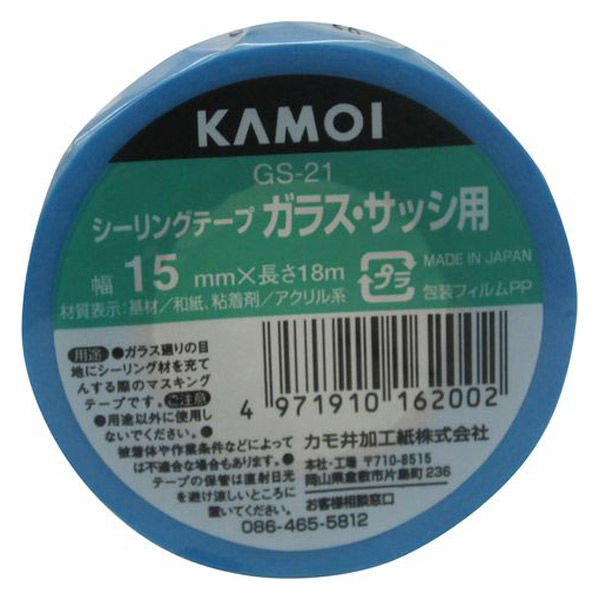 KAMOI
GS-21
シーリングテープ ガラス・サッシ用
幅 15 mm×長さ18m
プラ
MADE IN JAPAN
包装フィルムPP
材質表示:基材/和紙、粘着剤/アクリル系
用途 ●ガラス廻りの目
地にシーリング材を充て
んする際のマスキング
テープです。ご注意
●用途以外に使用し
ないでください。●
被着体や作業条件などによって
は不適合な場合もあります。●
テープの保管は直射日光
を避け涼しいところに
置いてください。
4 971910 162002
カモ井加工紙株式会社
本社・工場 〒710-8515
岡山県倉敷市片島町236
お客様相談窓口
086-465-5812